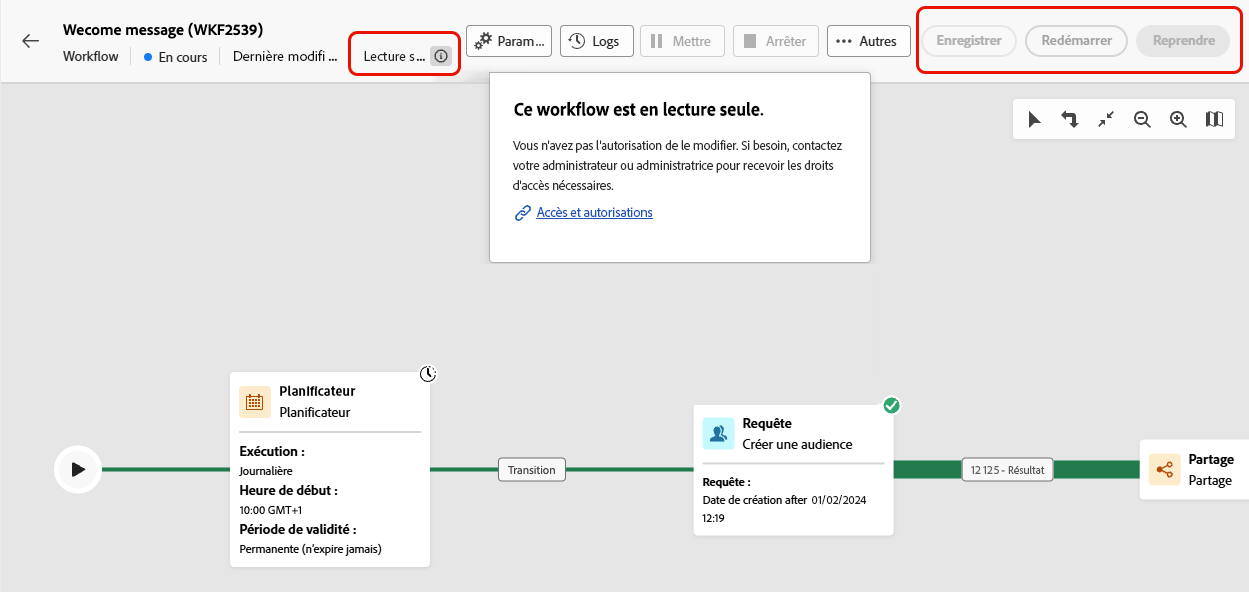 Wecome message (WKF2539)
Workflow
En cours
Dernière modifi ...
Lecture s...
Param...
Logs
Mettre
Arrêter
Autres
Enregistrer
Redémarrer
Reprendre
Ce workflow est en lecture seule.
Vous n'avez pas l'autorisation de le modifier. Si besoin, contactez
votre administrateur ou administratrice pour recevoir les droits
d'accès nécessaires.
Accès et autorisations
Planificateur
Planificateur
Exécution :
Journalière
Heure de début :
10:00 GMT+1
Période de validité :
Permanente (n'expire jamais)
Transition
Requête
Créer une audience
Requête :
Date de création after 01/02/2024
12:19
12 125 - Résultat
Partage
Partage